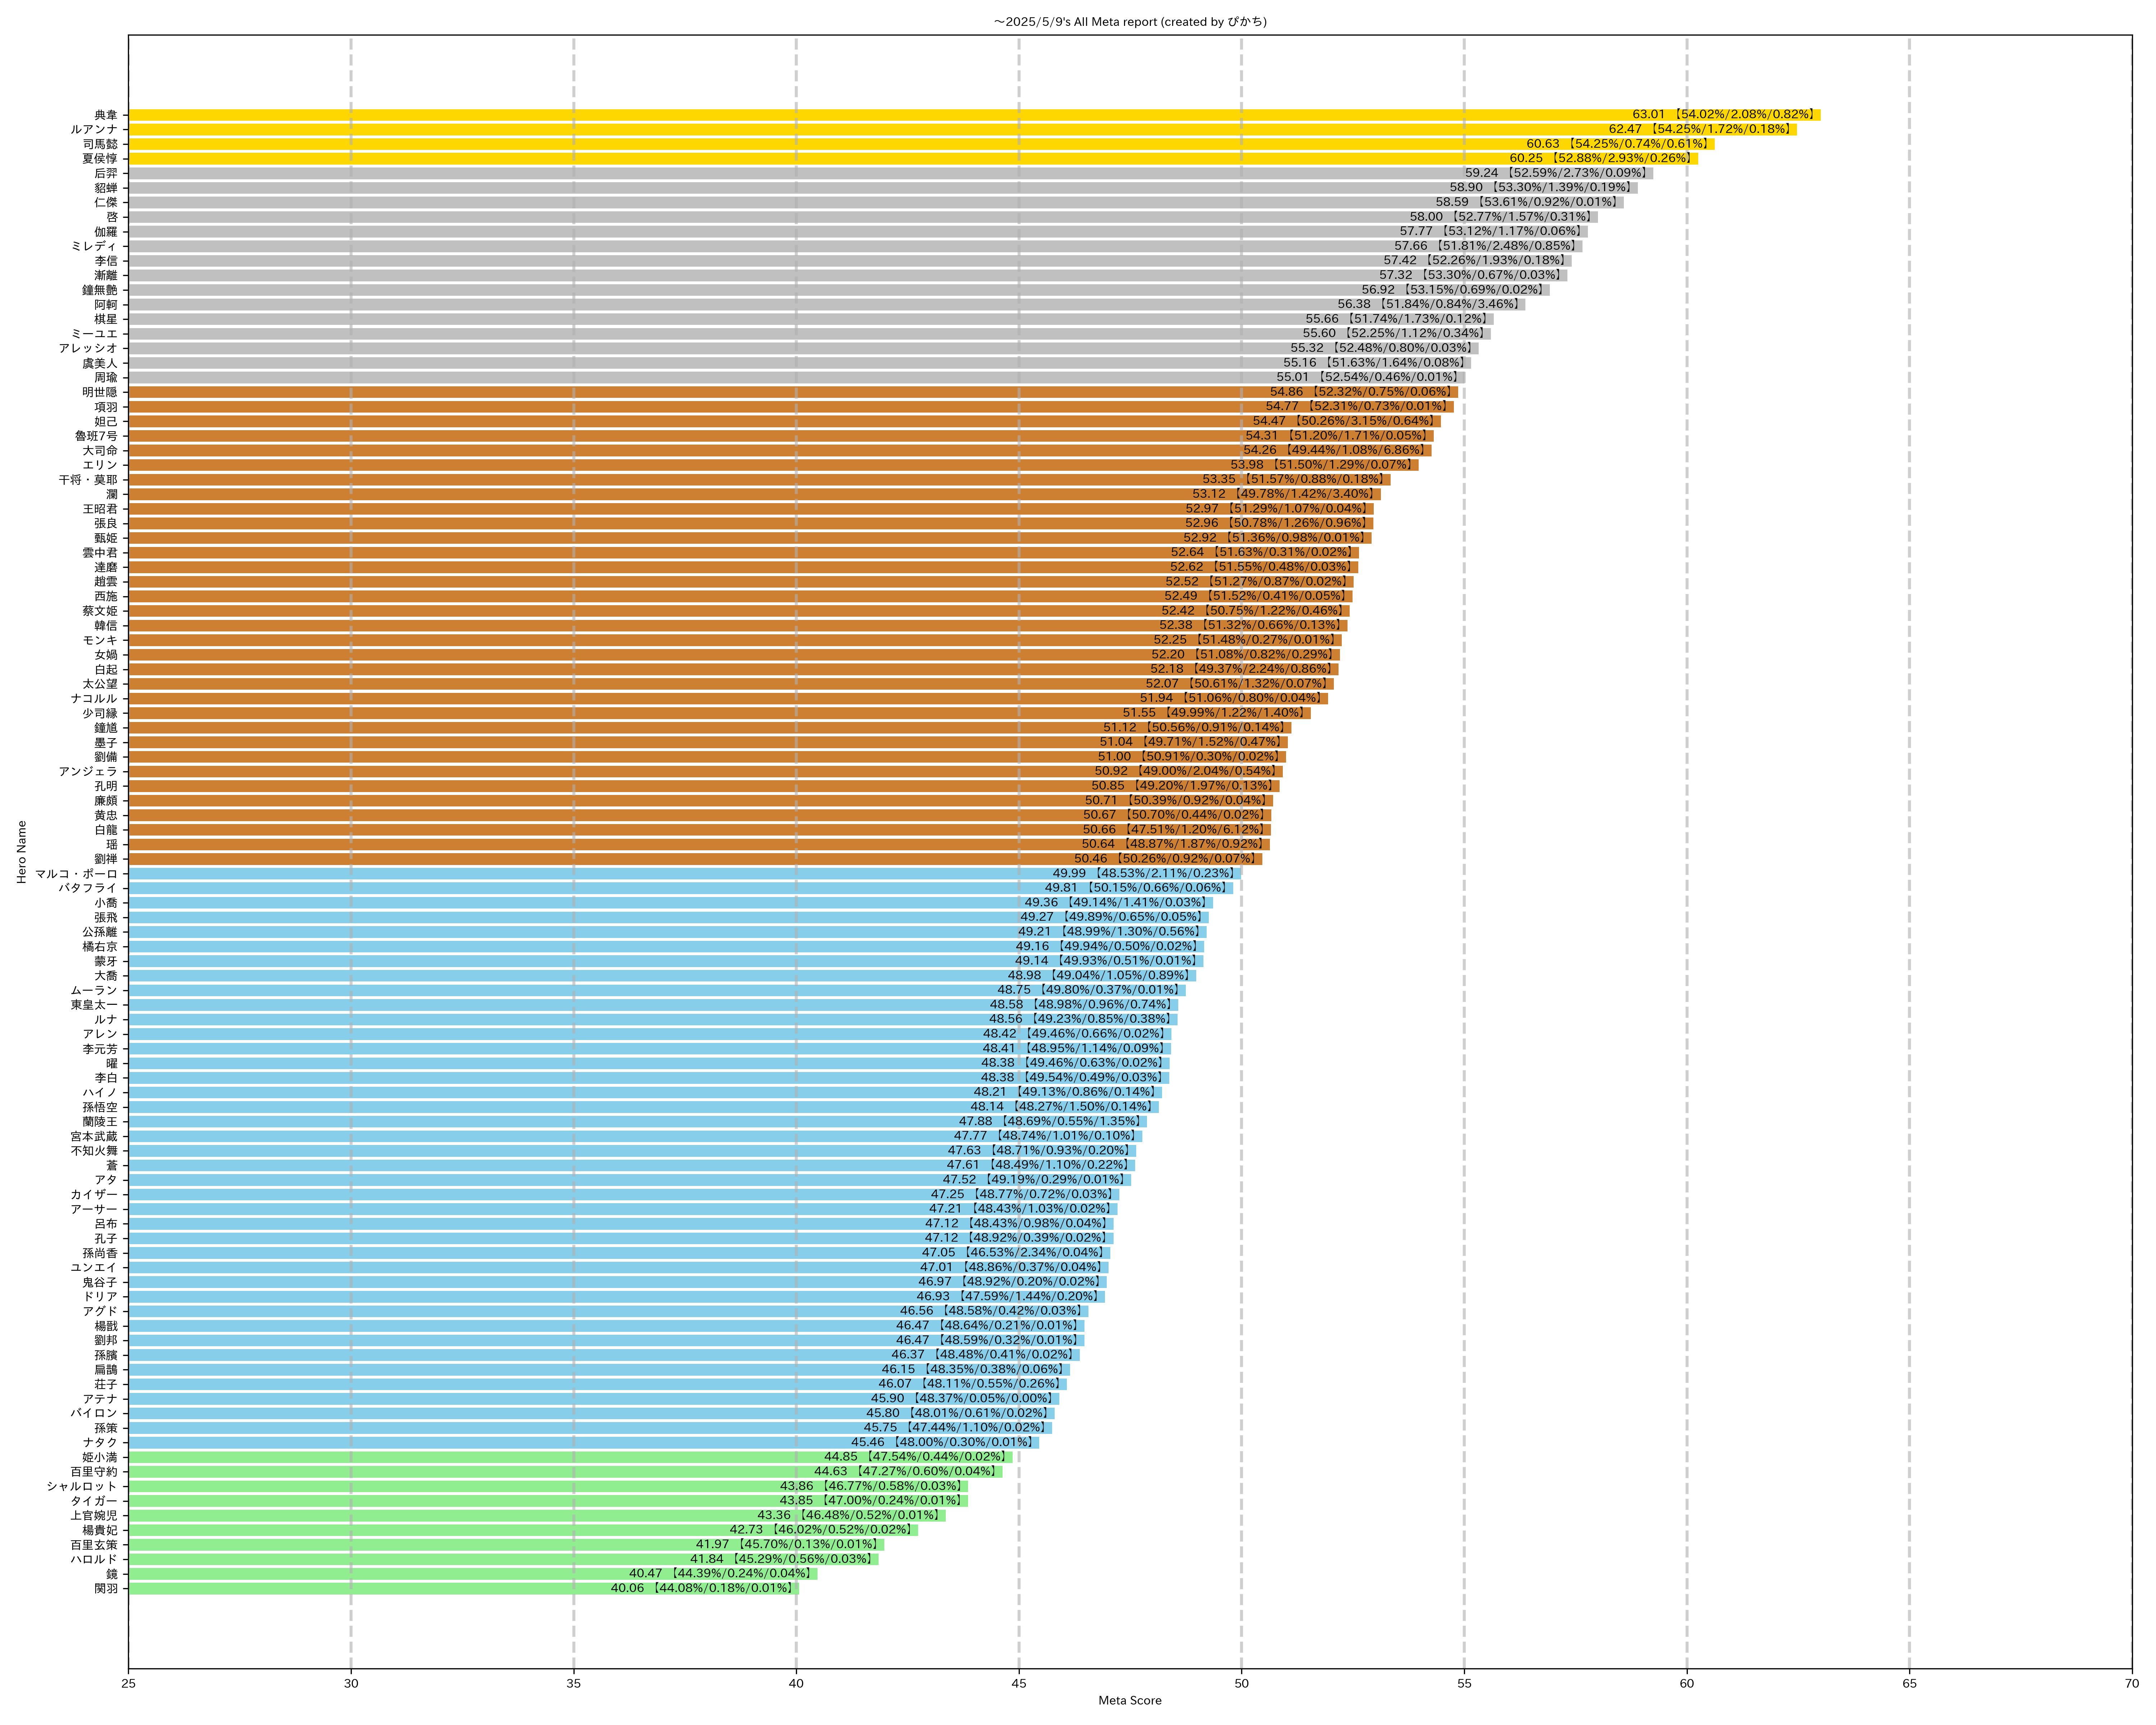 ～2025/5/9's All Meta report (created by ぴかち)
典韋 63.01 【54.02%/2.08%/0.82%】
ルアンナ 62.47 【54.25%/1.72%/0.18%】
司馬懿 60.63 【54.25%/0.74%/0.61%】
夏侯惇 60.25 【52.88%/2.93%/0.26%】
后羿 59.24 【52.59%/2.73%/0.09%】
貂蝉 58.90 【53.30%/1.39%/0.19%】
仁傑 58.59 【53.61%/0.92%/0.01%】
啓 58.00 【52.77%/1.57%/0.31%】
伽羅 57.77 【53.12%/1.17%/0.06%】
ミレディ 57.66 【51.81%/2.48%/0.85%】
李信 57.42 【52.26%/1.93%/0.18%】
漸離 57.32 【53.30%/0.67%/0.03%】
鐘無艶 56.92 【53.15%/0.69%/0.02%】
阿軻 56.38 【51.84%/0.84%/3.46%】
棋星 55.66 【51.74%/1.73%/0.12%】
ミーユエ 55.60 【52.25%/1.12%/0.34%】
アレッシオ 55.32 【52.48%/0.80%/0.03%】
虞美人 55.16 【51.63%/1.64%/0.08%】
周瑜 55.01 【52.54%/0.46%/0.01%】
明世隠 54.86 【52.32%/0.75%/0.06%】
項羽 54.77 【52.31%/0.73%/0.01%】
妲己 54.47 【50.26%/3.15%/0.64%】
魯班7号 54.31 【51.20%/1.71%/0.05%】
大司命 54.26 【49.44%/1.08%/6.86%】
エリン 53.98 【51.50%/1.29%/0.07%】
干将・莫耶 53.35 【51.57%/0.88%/0.18%】
瀾 53.12 【49.78%/1.42%/3.40%】
王昭君 52.97 【51.29%/1.07%/0.04%】
張良 52.96 【50.78%/1.26%/0.96%】
甄姫 52.92 【51.36%/0.98%/0.01%】
雲中君 52.64 【51.63%/0.31%/0.02%】
達磨 52.62 【51.55%/0.48%/0.03%】
趙雲 52.52 【51.27%/0.87%/0.02%】
西施 52.49 【51.52%/0.41%/0.05%】
蔡文姫 52.42 【50.75%/1.22%/0.46%】
韓信 52.38 【51.32%/0.66%/0.13%】
モンキ 52.25 【51.48%/0.27%/0.01%】
女媧 52.20 【51.08%/0.82%/0.29%】
白起 52.18 【49.37%/2.24%/0.86%】
太公望 52.07 【50.61%/1.32%/0.07%】
ナコルル 51.94 【51.06%/0.80%/0.04%】
少司縁 51.55 【49.99%/1.22%/1.40%】
鐘馗 51.12 【50.56%/0.91%/0.14%】
墨子 51.04 【49.71%/1.52%/0.47%】
劉備 51.00 【50.91%/0.30%/0.02%】
アンジェラ 50.92 【49.00%/2.04%/0.54%】
孔明 50.85 【49.20%/1.97%/0.13%】
廉頗 50.71 【50.39%/0.92%/0.04%】
黄忠 50.67 【50.70%/0.44%/0.02%】
白龍 50.66 【47.51%/1.20%/6.12%】
瑶 50.64 【48.87%/1.87%/0.92%】
劉禅 50.46 【50.26%/0.92%/0.07%】
マルコ・ポーロ 49.99 【48.53%/2.11%/0.23%】
バタフライ 49.81 【50.15%/0.66%/0.06%】
小喬 49.36 【49.14%/1.41%/0.03%】
張飛 49.27 【49.89%/0.65%/0.05%】
公孫離 49.21 【48.99%/1.30%/0.56%】
橘右京 49.16 【49.94%/0.50%/0.02%】
蒙牙 49.14 【49.93%/0.51%/0.01%】
大喬 48.98 【49.04%/1.05%/0.89%】
ムーラン 48.75 【49.80%/0.37%/0.01%】
東皇太一 48.58 【48.98%/0.96%/0.74%】
ルナ 48.56 【49.23%/0.85%/0.38%】
アレン 48.42 【49.46%/0.66%/0.02%】
李元芳 48.41 【48.95%/1.14%/0.09%】
曜 48.38 【49.46%/0.63%/0.02%】
李白 48.38 【49.54%/0.49%/0.03%】
ハイノ 48.21 【49.13%/0.86%/0.14%】
孫悟空 48.14 【48.27%/1.50%/0.14%】
蘭陵王 47.88 【48.69%/0.55%/1.35%】
宮本武蔵 47.77 【48.74%/1.01%/0.10%】
不知火舞 47.63 【48.71%/0.93%/0.20%】
蒼 47.61 【48.49%/1.10%/0.22%】
アタ 47.52 【49.19%/0.29%/0.01%】
カイザー 47.25 【48.77%/0.72%/0.03%】
アーサー 47.21 【48.43%/1.03%/0.02%】
呂布 47.12 【48.43%/0.98%/0.04%】
孔子 47.12 【48.92%/0.39%/0.02%】
孫尚香 47.05 【46.53%/2.34%/0.04%】
ユンエイ 47.01 【48.86%/0.37%/0.04%】
鬼谷子 46.97 【48.92%/0.20%/0.02%】
ドリア 46.93 【47.59%/1.44%/0.20%】
アグド 46.56 【48.58%/0.42%/0.03%】
楊戩 46.47 【48.64%/0.21%/0.01%】
劉邦 46.47 【48.59%/0.32%/0.01%】
孫臏 46.37 【48.48%/0.41%/0.02%】
扁鵲 46.15 【48.35%/0.38%/0.06%】
荘子 46.07 【48.11%/0.55%/0.26%】
アテナ 45.90 【48.37%/0.05%/0.00%】
バイロン 45.80 【48.01%/0.61%/0.02%】
孫策 45.75 【47.44%/1.10%/0.02%】
ナタク 45.46 【48.00%/0.30%/0.01%】
姫小満 44.85 【47.54%/0.44%/0.02%】
百里守約 44.63 【47.27%/0.60%/0.04%】
シャルロット 43.86 【46.77%/0.58%/0.03%】
タイガー 43.85 【47.00%/0.24%/0.01%】
上官婉児 43.36 【46.48%/0.52%/0.01%】
楊貴妃 42.73 【46.02%/0.52%/0.02%】
百里玄策 41.97 【45.70%/0.13%/0.01%】
ハロルド 41.84 【45.29%/0.56%/0.03%】
鏡 40.47 【44.39%/0.24%/0.04%】
関羽 40.06 【44.08%/0.18%/0.01%】
Hero Name
25 30 35 40 45 50 55 60 65 70
Meta Score